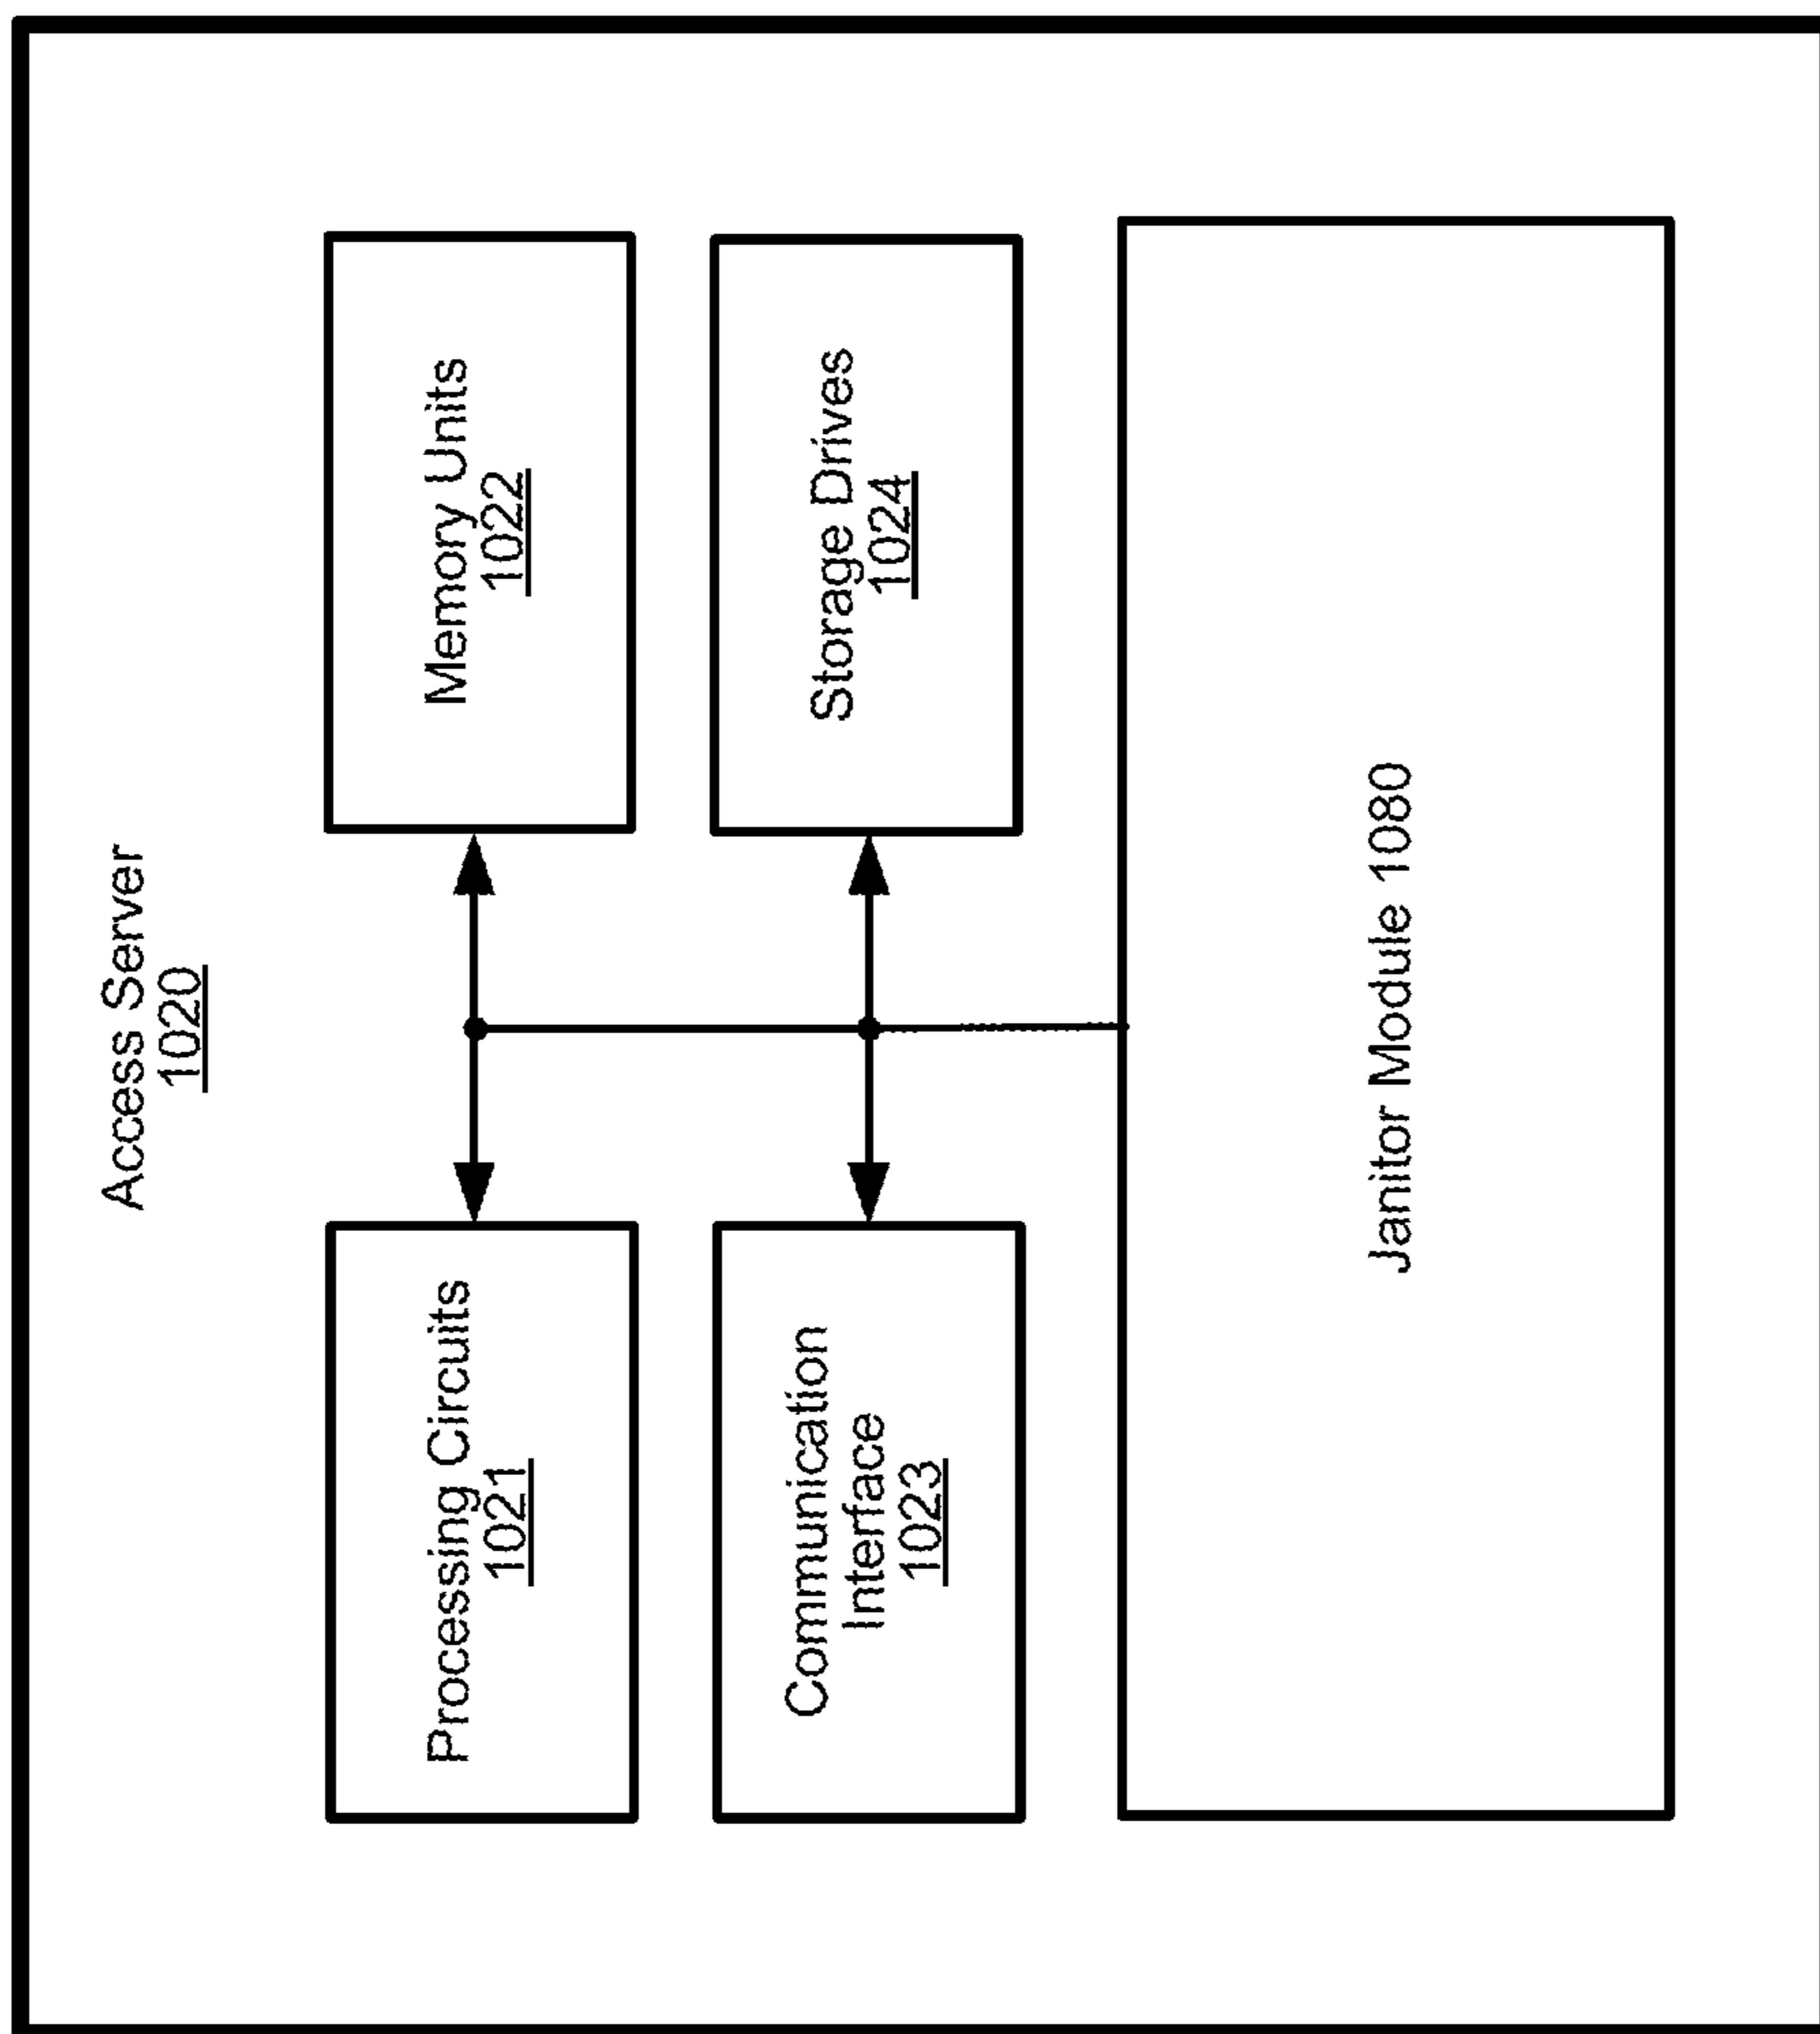 Access Server
1020
Processing Circuits
1021
Memory Units
1022
Communication
Interface
1023
Storage Drives
1024
Janitor Module 1080